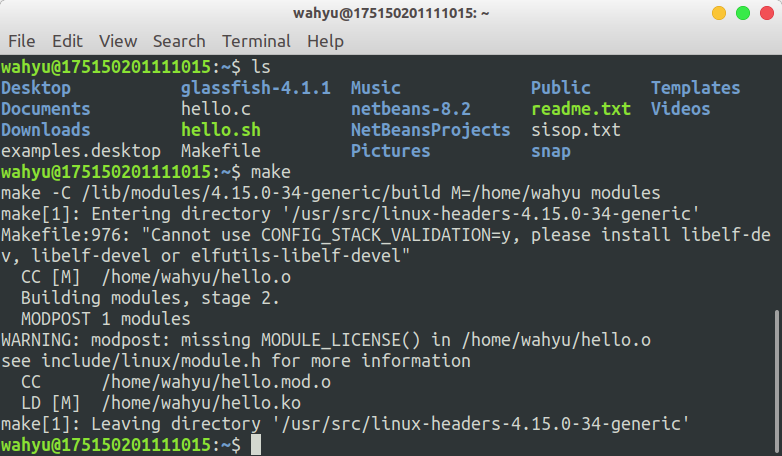 wahyu@175150201111015: ~
File Edit View Search Terminal Help
wahyu@175150201111015:~$ ls
Desktop glassfish-4.1.1 Music Public Templates
Documents hello.c netbeans-8.2 readme.txt Videos
Downloads hello.sh NetBeansProjects sisop.txt
examples.desktop Makefile Pictures snap
wahyu@175150201111015:~$ make
make -C /lib/modules/4.15.0-34-generic/build M=/home/wahyu modules
make[1]: Entering directory '/usr/src/linux-headers-4.15.0-34-generic'
Makefile:976: "Cannot use CONFIG_STACK_VALIDATION=y, please install libelf-de
v, libelf-devel or elfutils-libelf-devel"
CC [M] /home/wahyu/hello.o
Building modules, stage 2.
MODPOST 1 modules
WARNING: modpost: missing MODULE_LICENSE() in /home/wahyu/hello.o
see include/linux/module.h for more information
CC /home/wahyu/hello.mod.o
LD [M] /home/wahyu/hello.ko
make[1]: Leaving directory '/usr/src/linux-headers-4.15.0-34-generic'
wahyu@175150201111015:~$